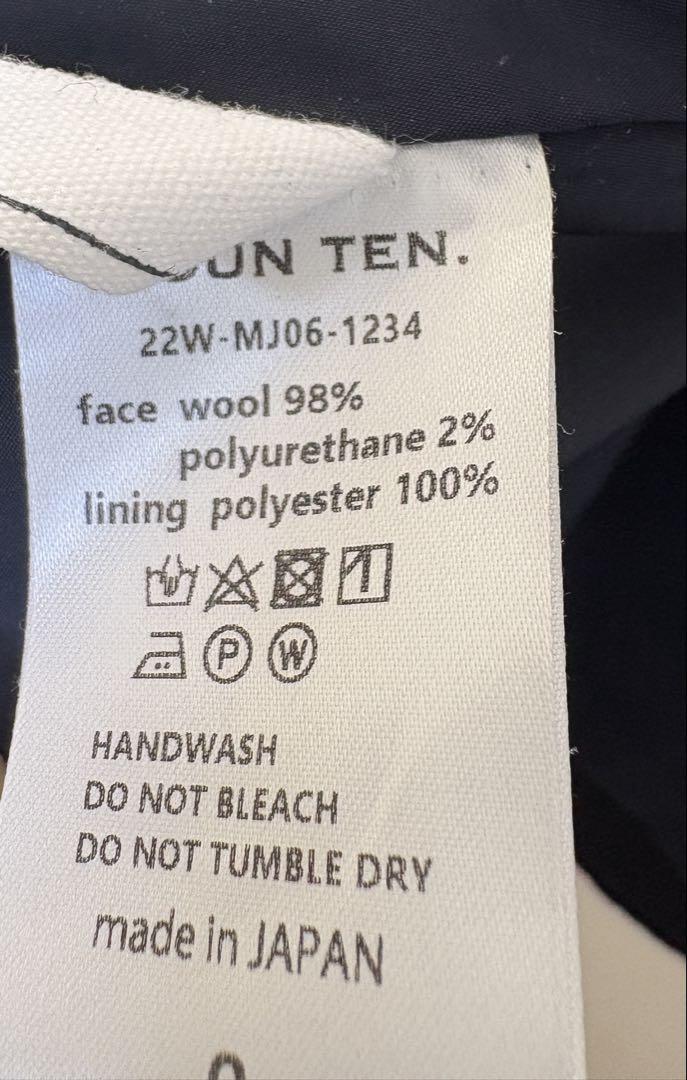 TEN.
22W-MJ06-1234
face wool 98%
polyurethane 2%
lining polyester 100%
P W
HANDWASH
DO NOT BLEACH
DO NOT TUMBLE DRY
made in JAPAN